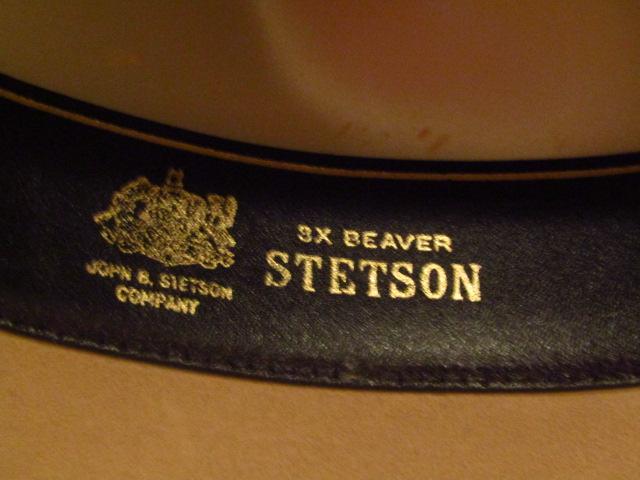 JOHN B. STETSON
COMPANY
3X BEAVER
STETSON